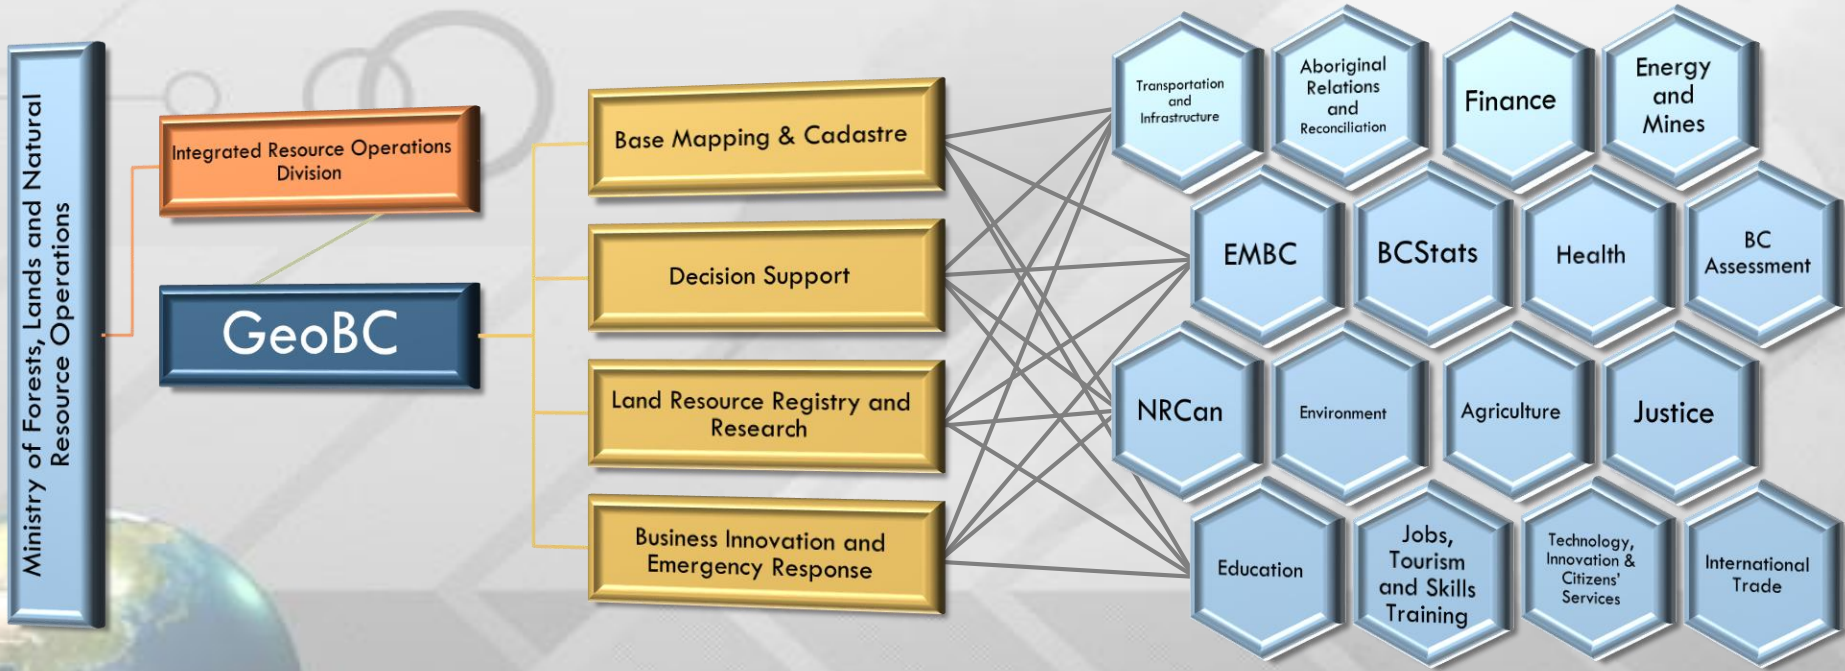 Ministry of Forests, Lands and Natural
Resource Operations
Integrated Resource Operations
Division
GeoBC
Base Mapping & Cadastre
Decision Support
Land Resource Registry and
Research
Business Innovation and
Emergency Response
Transportation
and
Infrastructure
Aboriginal
Relations
and
Reconciliation
Finance
Energy
and
Mines
EMBC
BCStats
Health
BC
Assessment
NRCan
Environment
Agriculture
Justice
Education
Jobs,
Tourism
and Skills
Training
Technology,
Innovation &
Citizens'
Services
International
Trade